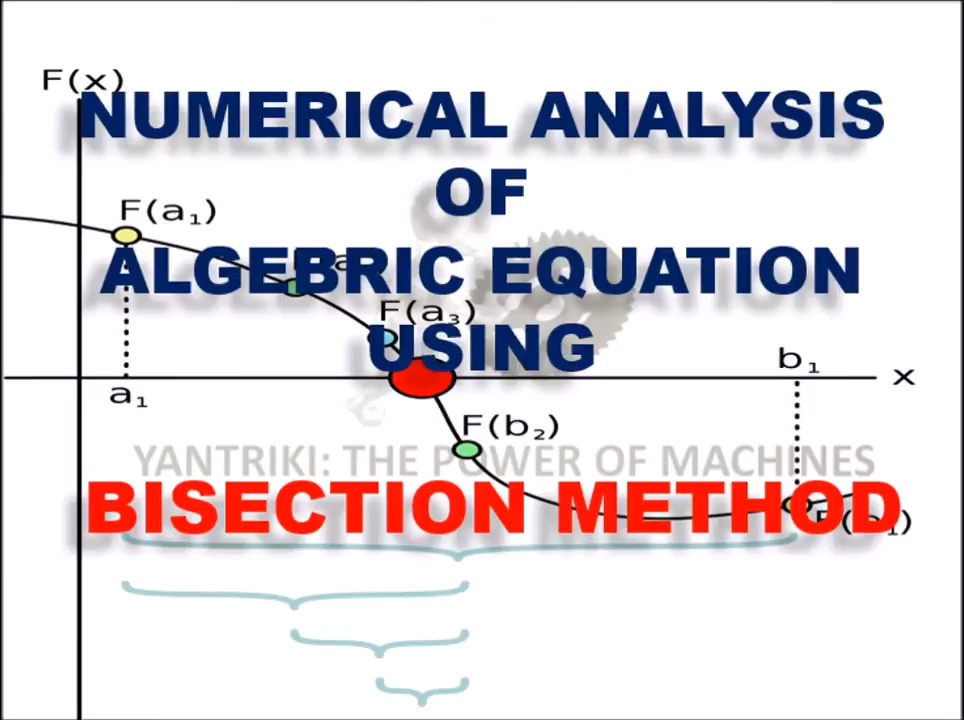 F(x)
NUMERICAL ANALYSIS
OF
F(a₁)
ALGEBRIC EQUATION
F(a₃)
USING
b₁
x
a₁
F(b₂)
YANTRIKI: THE POWER OF MACHINES
BISECTION METHOD